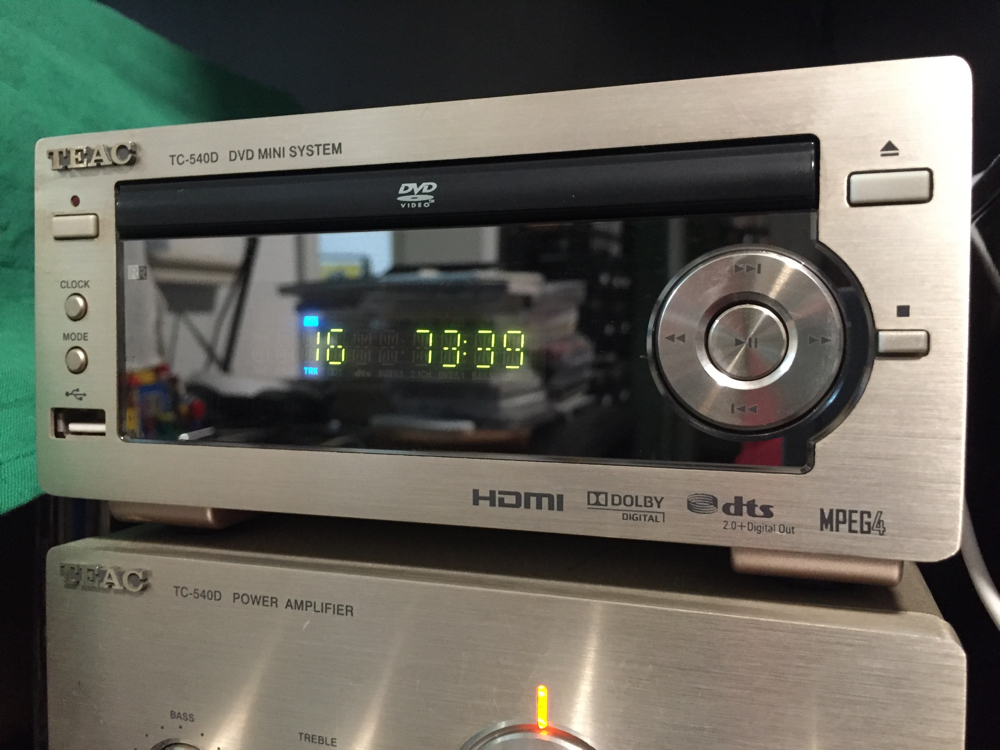 TEAC TC-540D DVD MINI SYSTEM
DVD
VIDEO
CLOCK
MODE
16 73:39
TRK
HDMI DOLBY DIGITAL dts 2.0+Digital Out MPEG4
TEAC TC-540D POWER AMPLIFIER
BASS
TREBLE